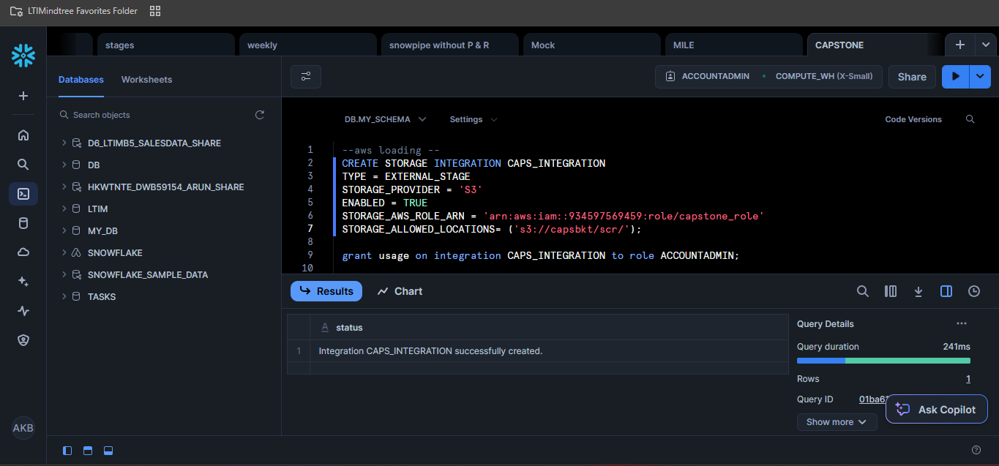 LTIMindtree Favorites Folder
stages
weekly
snowpipe without P & R
Mock
MILE
CAPSTONE
Databases
Worksheets
ACCOUNTADMIN
COMPUTE_WH (X-Small)
Share
Search objects
D6_LTIMB5_SALESDATA_SHARE
DB
HKWTNTE_DWB59154_ARUN_SHARE
LTIM
MY_DB
SNOWFLAKE
SNOWFLAKE_SAMPLE_DATA
TASKS
AKB
DB.MY_SCHEMA
Settings
Code Versions
1 --aws loading --
2 CREATE STORAGE INTEGRATION CAPS_INTEGRATION
3 TYPE = EXTERNAL_STAGE
4 STORAGE_PROVIDER = 'S3'
5 ENABLED = TRUE
6 STORAGE_AWS_ROLE_ARN = 'arn:aws:iam::934597569459:role/capstone_role'
7 STORAGE_ALLOWED_LOCATIONS= ('s3://capsbkt/scr/');
8
9 grant usage on integration CAPS_INTEGRATION to role ACCOUNTADMIN;
10
Results
Chart
A status
1 Integration CAPS_INTEGRATION successfully created.
Query Details
Query duration 241ms
Rows 1
Query ID 01ba61
Show more
Ask Copilot